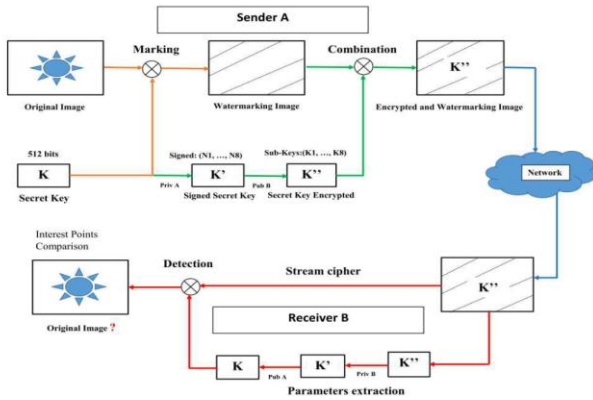 Sender A
Marking
Combination
K’’
Original Image
Watermarking Image
Encrypted and Watermarking Image
512 bits
Signed: (N1, …, N8)
Sub-Keys:(K1, …, K8)
K
K’
K’’
Priv A
Pub B
Secret Key
Signed Secret Key
Secret Key Encrypted
Network
Interest Points
Comparison
Detection
Stream cipher
K’’
Original Image ?
Receiver B
K
K’
K’’
Pub A
Priv B
Parameters extraction